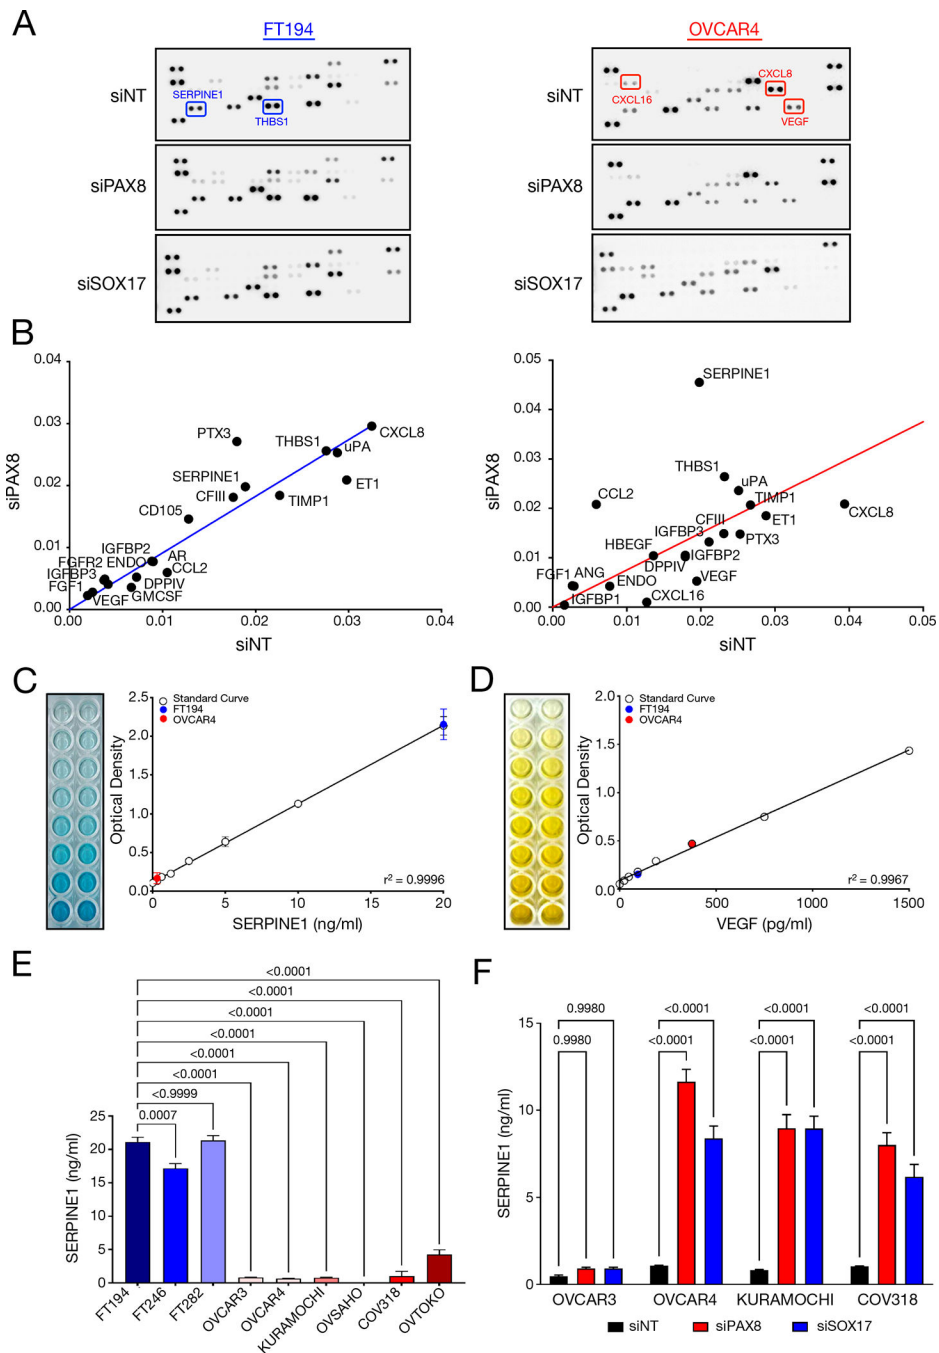 A
FT194
OVCAR4
siNT
SERPINE1
THBS1
CXCL16
CXCL8
VEGF
siPAX8
siPAX8
siNT
siSOX17
siSOX17
B
siPAX8
0.04
0.03
0.02
0.01
0.00
0.00
0.01
0.02
0.03
0.04
siNT
PTX3
THBS1
CXCL8
uPA
SERPINE1
ET1
CFIII
TIMP1
CD105
IGFBP2
AR
FGFR2
ENDO
CCL2
IGFBP3
DPPIV
FGF1
VEGF
GMCSF
siPAX8
0.05
0.04
0.03
0.02
0.01
0.00
0.00
0.01
0.02
0.03
0.04
0.05
siNT
SERPINE1
THBS1
uPA
CCL2
TIMP1
CXCL8
CFIII
ET1
IGFBP3
HBEGF
PTX3
IGFBP2
DPPIV
FGF1
ANG
ENDO
VEGF
IGFBP1
CXCL16
C
Optical Density
2.5
2.0
1.5
1.0
0.5
0.0
0
5
10
15
20
SERPINE1 (ng/ml)
Standard Curve
FT194
OVCAR4
r² = 0.9996
D
Optical Density
2.0
1.5
1.0
0.5
0.0
0
500
1000
1500
VEGF (pg/ml)
Standard Curve
FT194
OVCAR4
r² = 0.9967
E
<0.0001
<0.0001
<0.0001
<0.0001
<0.0001
<0.0001
<0.9999
0.0007
SERPINE1 (ng/ml)
25
20
15
10
5
0
FT194
FT246
FT282
OVCAR3
OVCAR4
KURAMOCHI
OVSAHO
COV318
OVTOKO
F
0.9980
0.9980
<0.0001
<0.0001
<0.0001
<0.0001
<0.0001
<0.0001
SERPINE1 (ng/ml)
15
10
5
0
OVCAR3
OVCAR4
KURAMOCHI
COV318
siNT
siPAX8
siSOX17